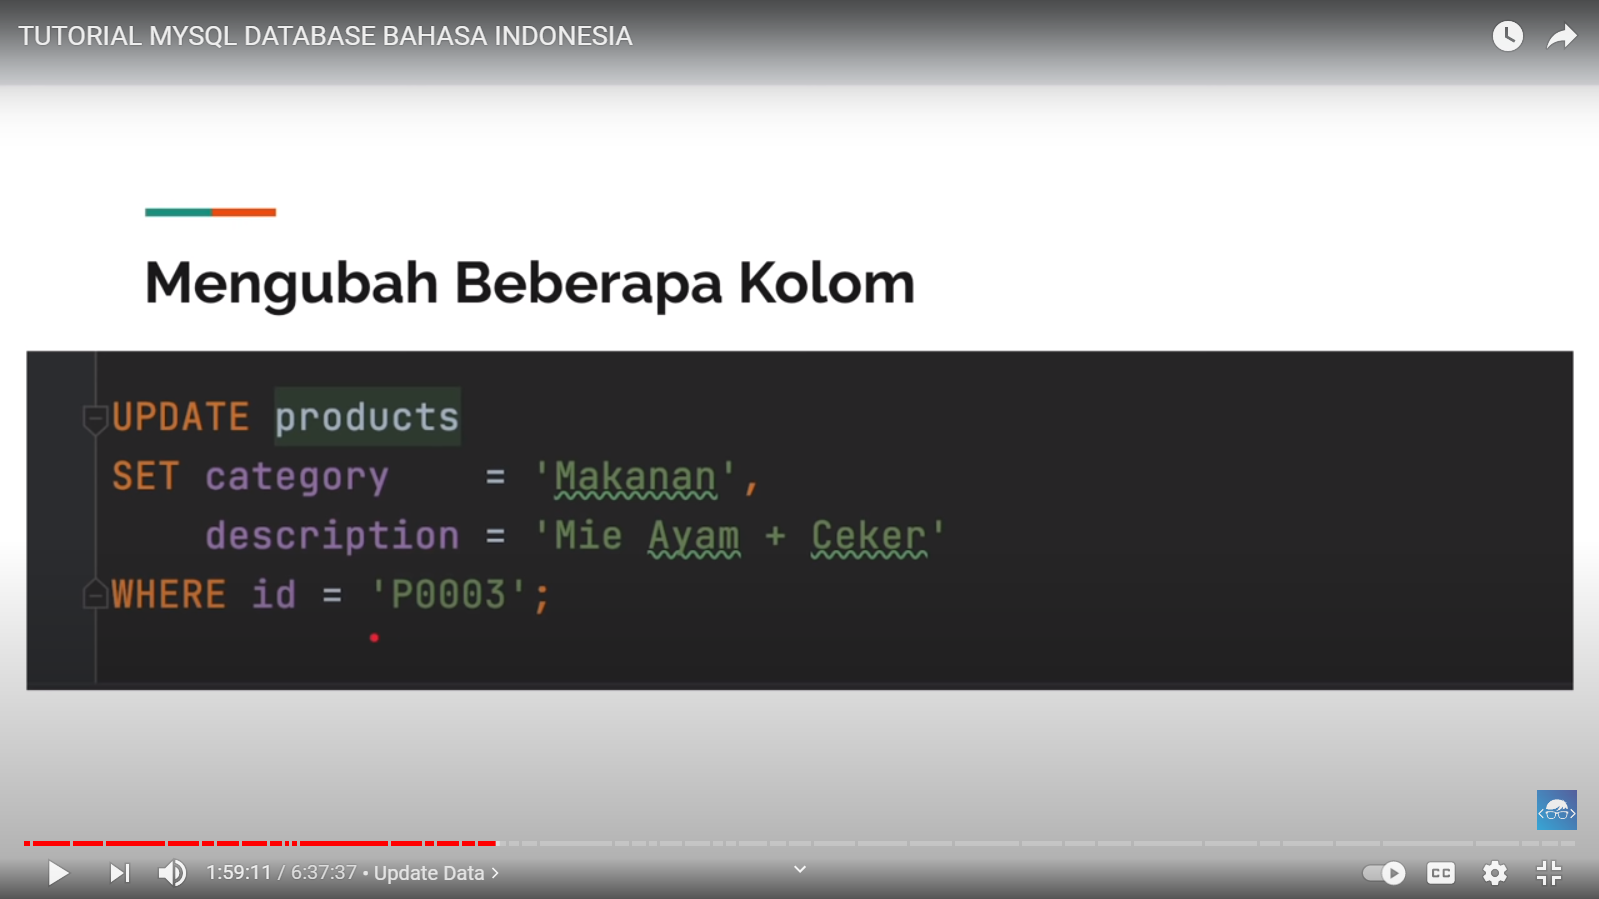 TUTORIAL MYSQL DATABASE BAHASA INDONESIA
Mengubah Beberapa Kolom
UPDATE products
SET category    = 'Makanan',
    description = 'Mie Ayam + Ceker'
WHERE id = 'P0003';
1:59:11 / 6:37:37 • Update Data >
CC